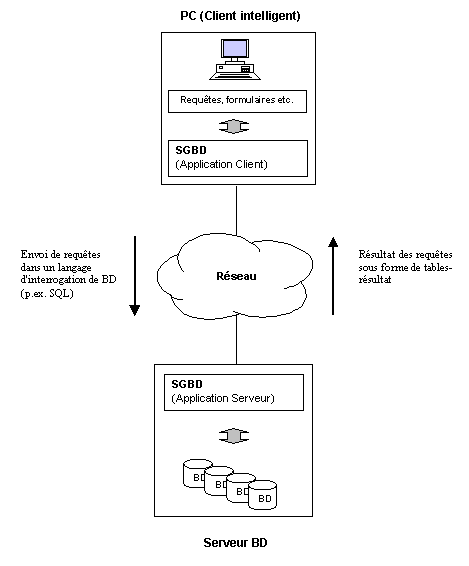 PC (Client intelligent)
Requêtes, formulaires etc.
SGBD
(Application Client)
Envoi de requêtes
dans un langage
d'interrogation de BD
(p.ex. SQL)
Réseau
Résultat des requêtes
sous forme de tables-
résultat
SGBD
(Application Serveur)
BD
BD
BD
BD
Serveur BD